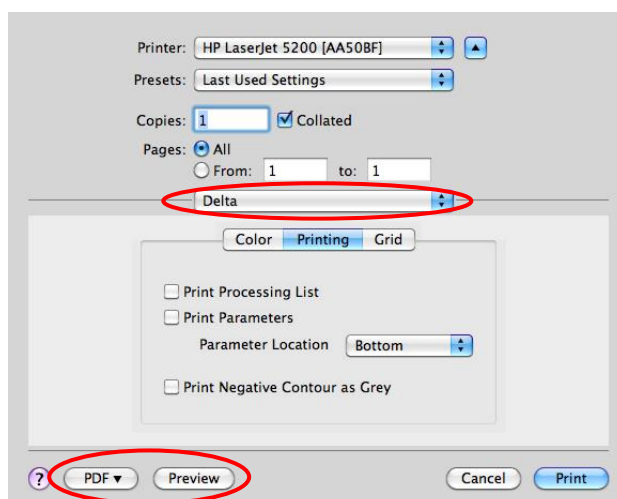 Printer: HP LaserJet 5200 [AA50BF]
Presets: Last Used Settings
Copies: 1 Collated
Pages: All
From: 1 to: 1
Delta
Color Printing Grid
Print Processing List
Print Parameters
Parameter Location Bottom
Print Negative Contour as Grey
? PDF ▼ Preview Cancel Print